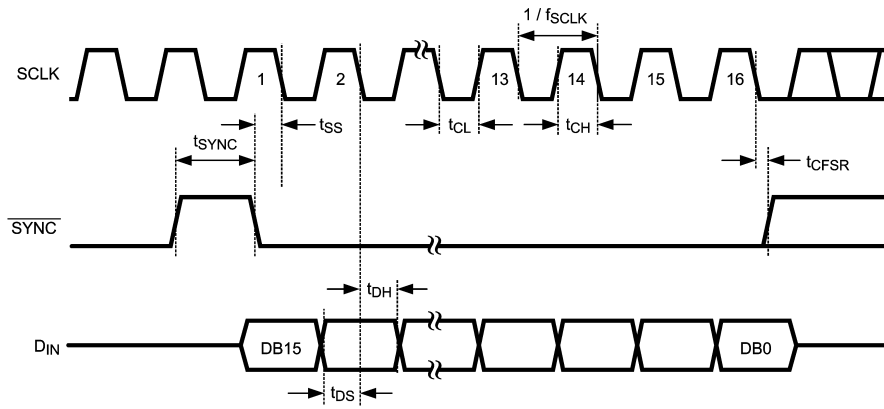 1 / fSCLK
SCLK
1
2
13
14
15
16
tSS
tCL
tCH
tSYNC
tCFSR
SYNC
tDH
DIN
DB15
DB0
tDS